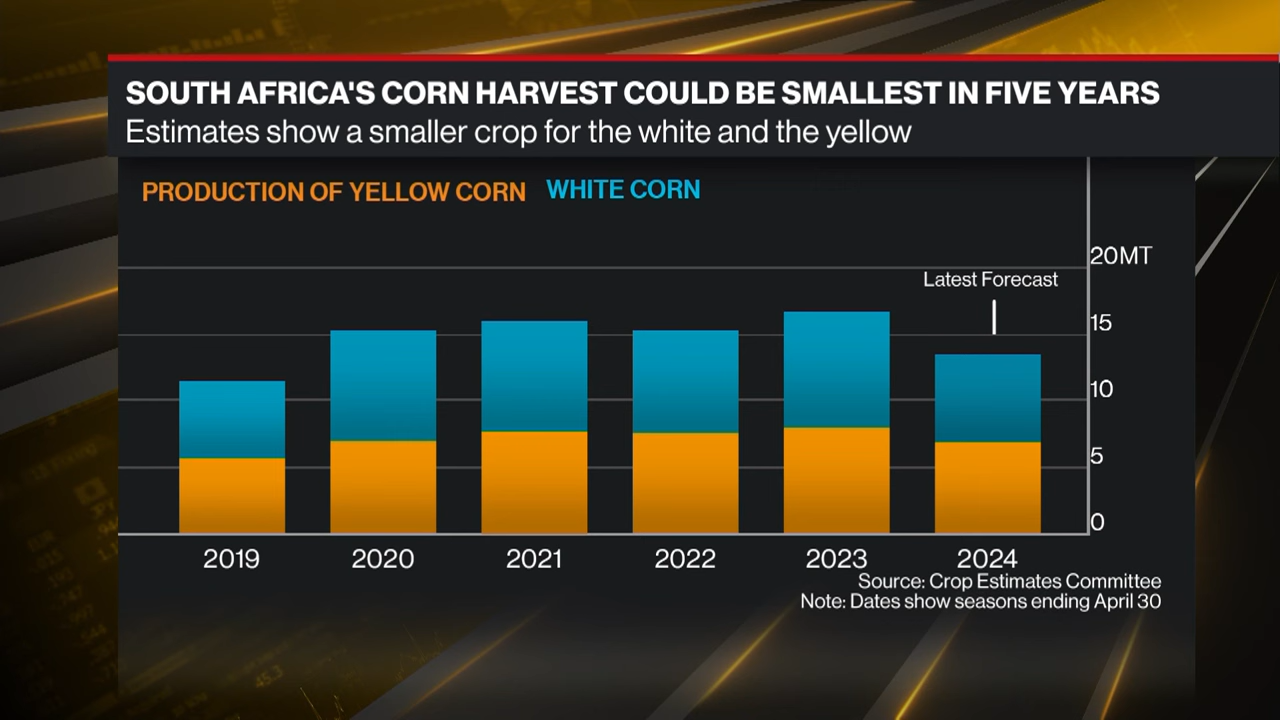 SOUTH AFRICA'S CORN HARVEST COULD BE SMALLEST IN FIVE YEARS
Estimates show a smaller crop for the white and the yellow
PRODUCTION OF YELLOW CORN WHITE CORN
20MT
Latest Forecast
15
10
5
0
2019 2020 2021 2022 2023 2024
Source: Crop Estimates Committee
Note: Dates show seasons ending April 30
45.3